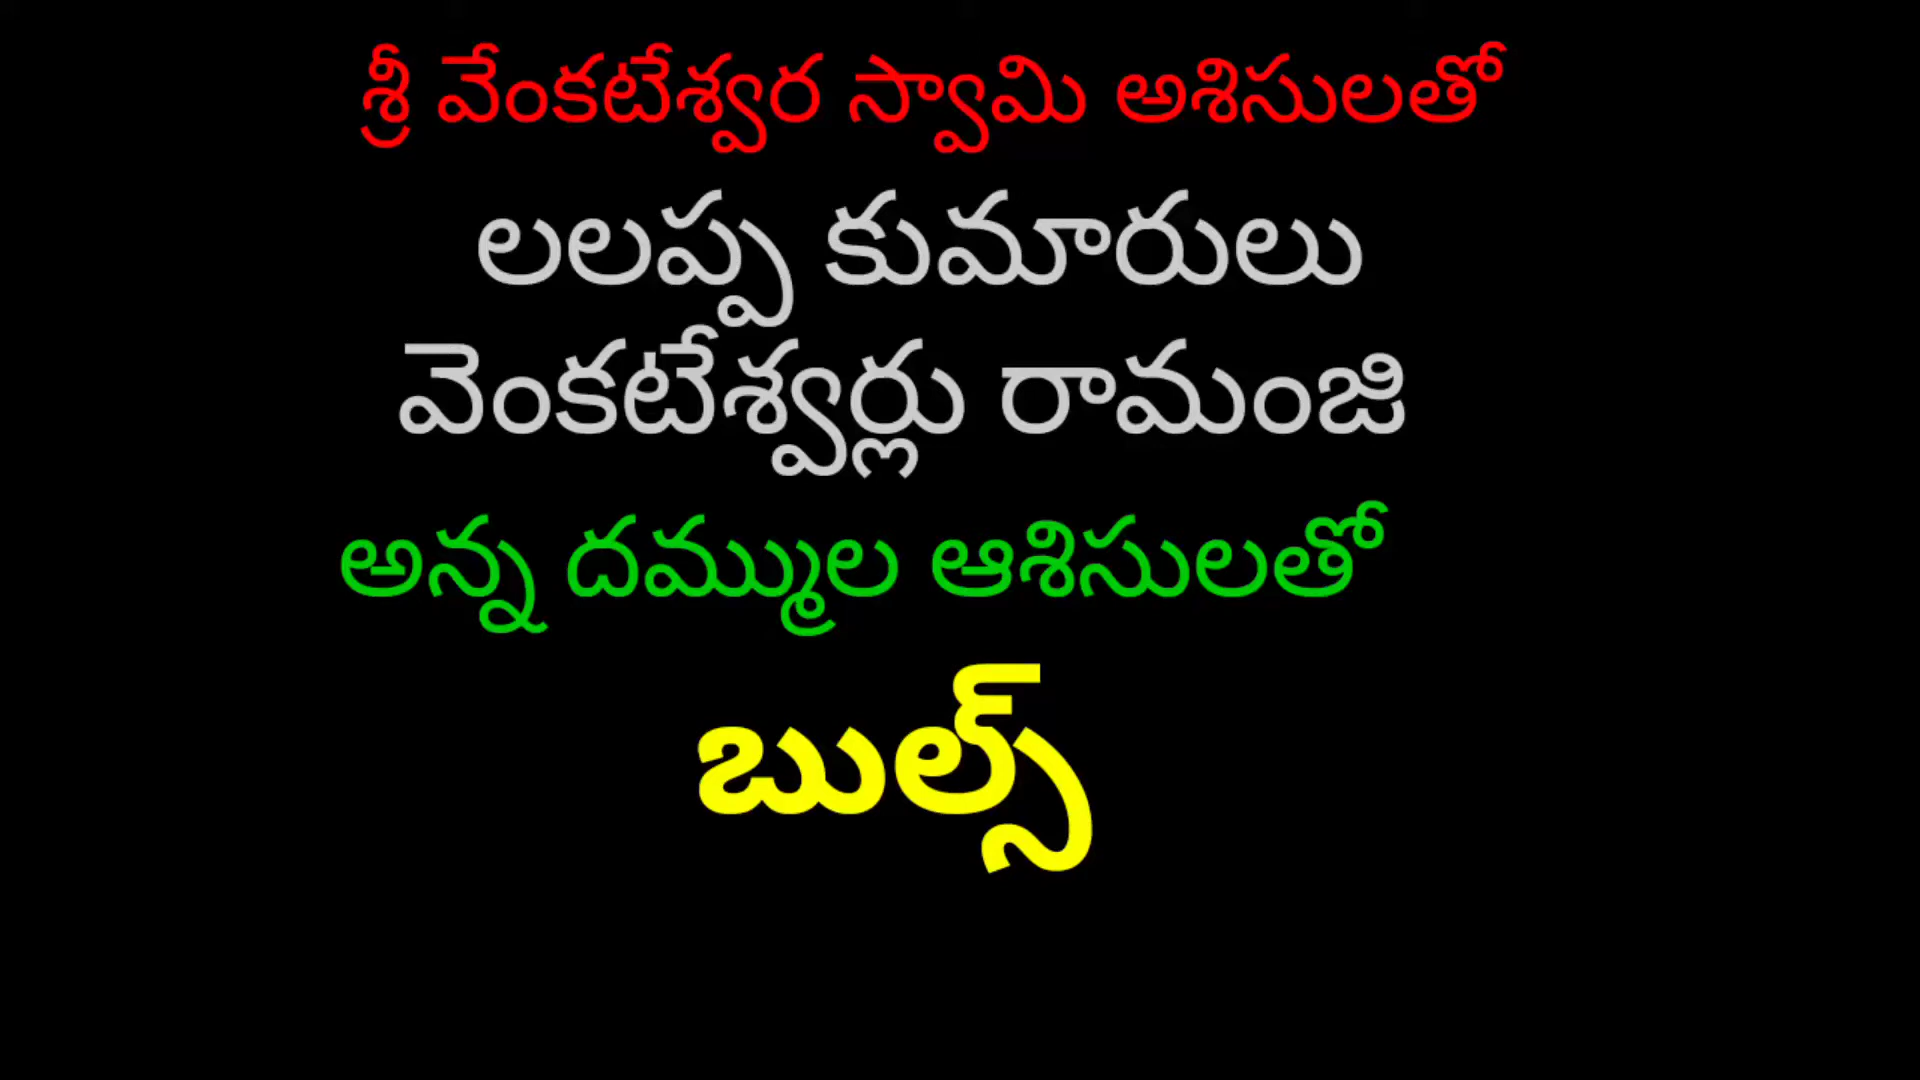 శ్రీ వేంకటేశ్వర స్వామి అశిసులతో
లలప్ప కుమారులు
వెంకటేశ్వర్లు రామంజి
అన్న దమ్ముల ఆశిసులతో
బుల్స్